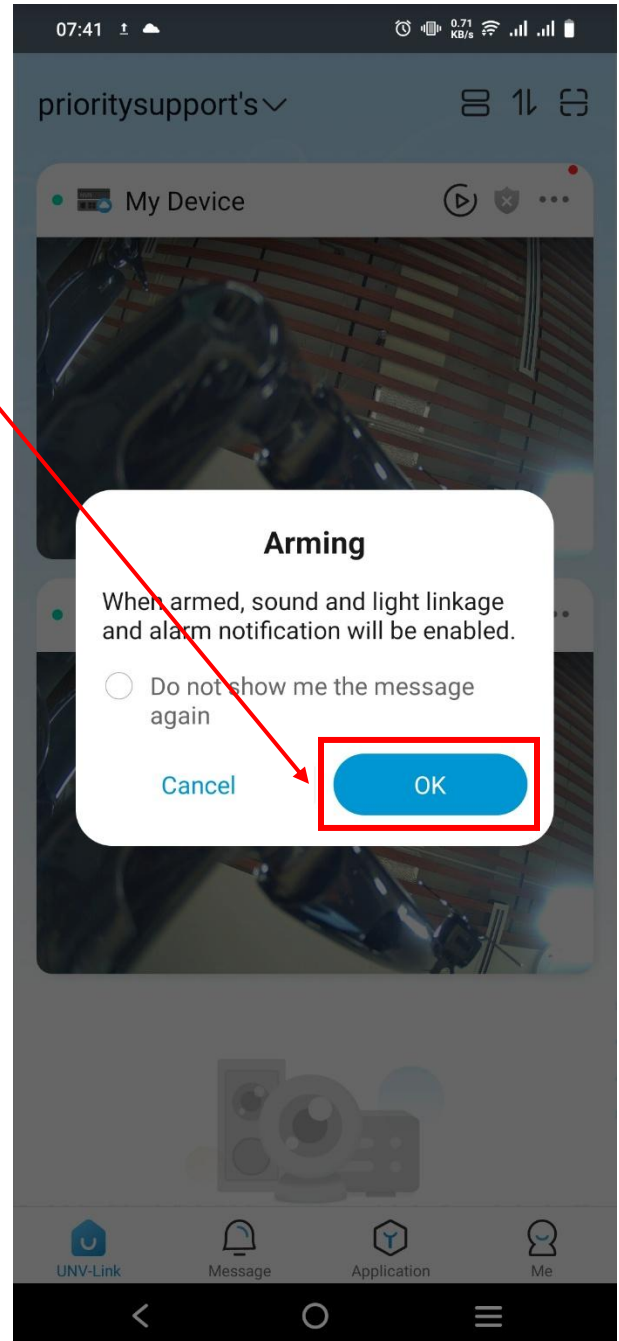 07:41
0.71
KB/s
prioritysupport's
My Device
Arming
When armed, sound and light linkage
and alarm notification will be enabled.
Do not show me the message
again
Cancel
OK
UNV-Link
Message
Application
Me